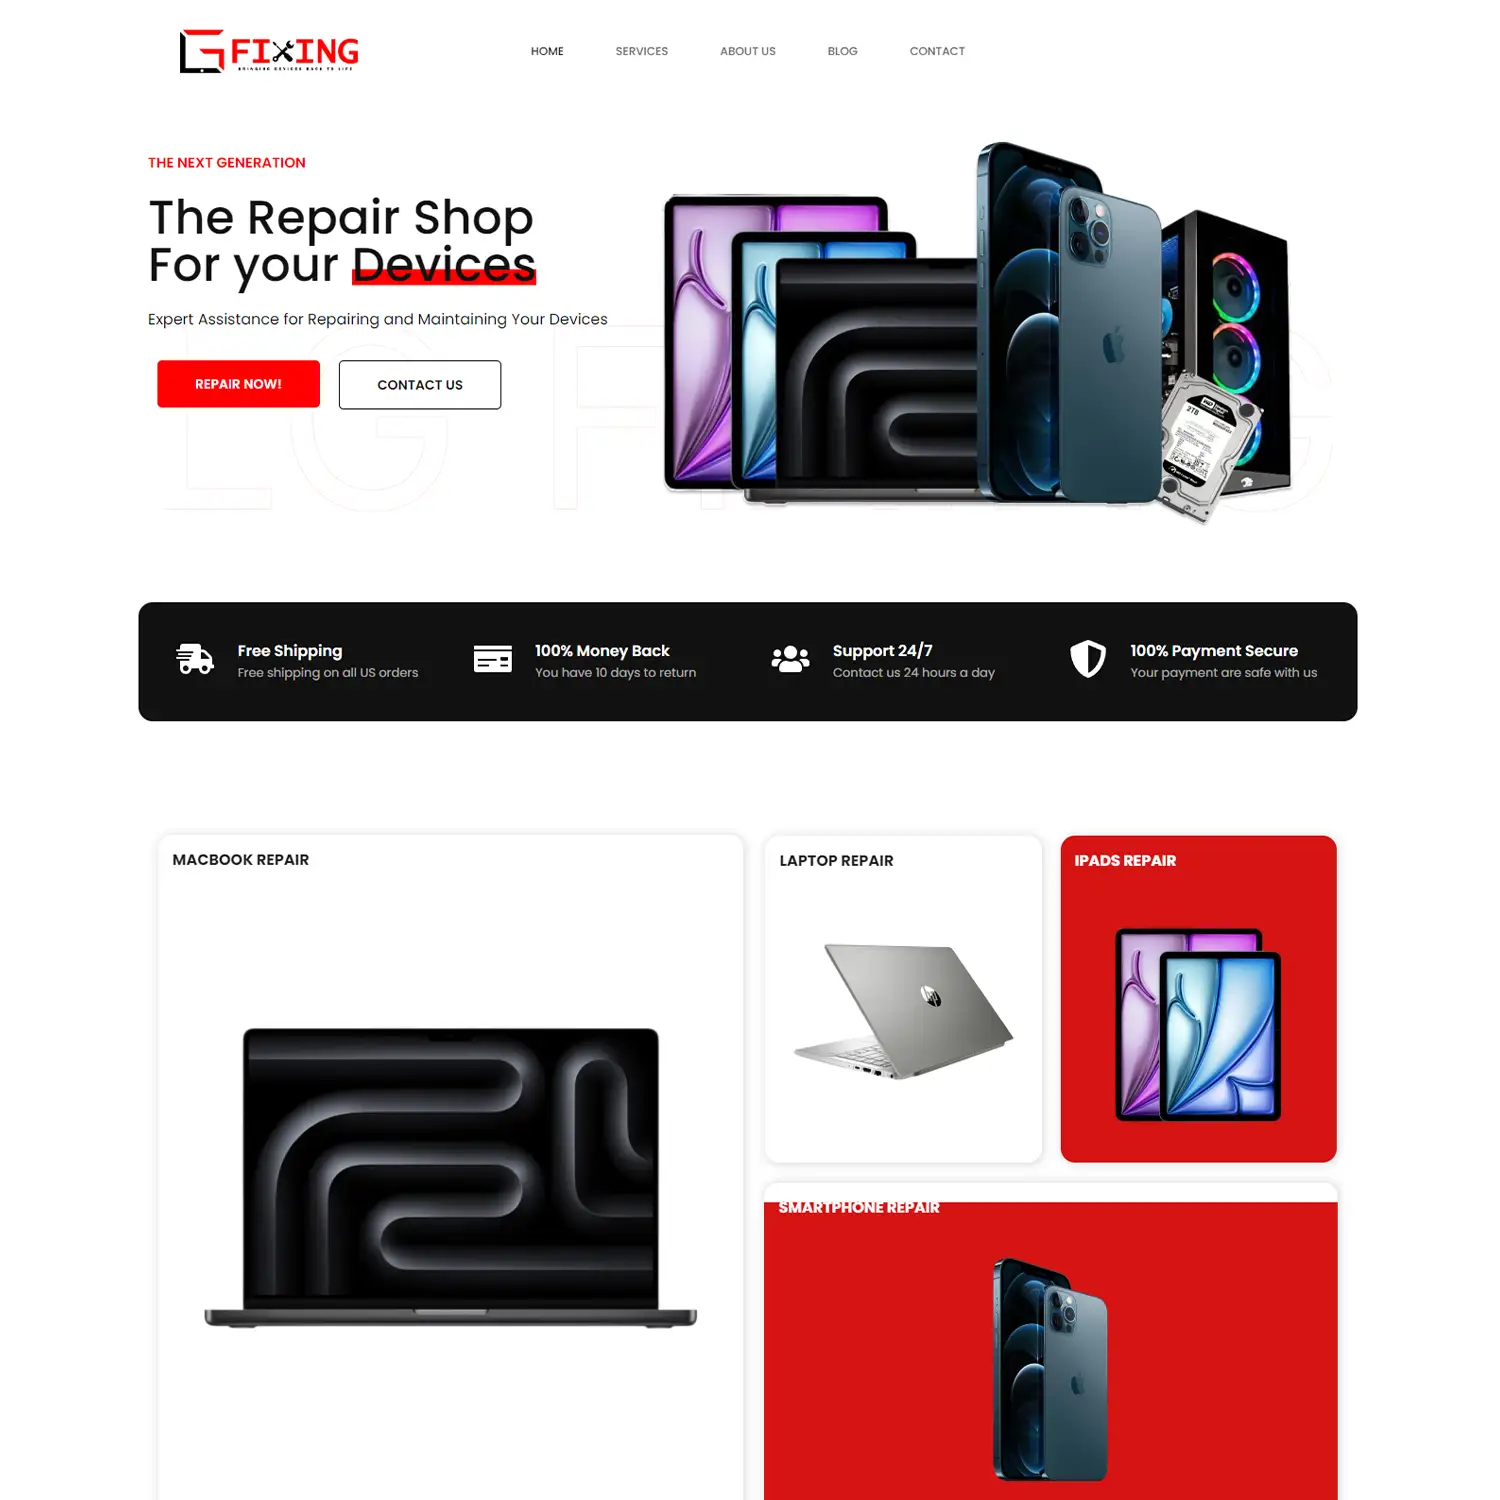 LG FIXING
BRINGING DEVICES BACK TO LIFE
HOME
SERVICES
ABOUT US
BLOG
CONTACT
THE NEXT GENERATION
The Repair Shop
For your Devices
Expert Assistance for Repairing and Maintaining Your Devices
REPAIR NOW!
CONTACT US
LG FIXING
2TB
Free Shipping
Free shipping on all US orders
100% Money Back
You have 10 days to return
Support 24/7
Contact us 24 hours a day
100% Payment Secure
Your payment are safe with us
MACBOOK REPAIR
LAPTOP REPAIR
hp
IPADS REPAIR
SMARTPHONE REPAIR